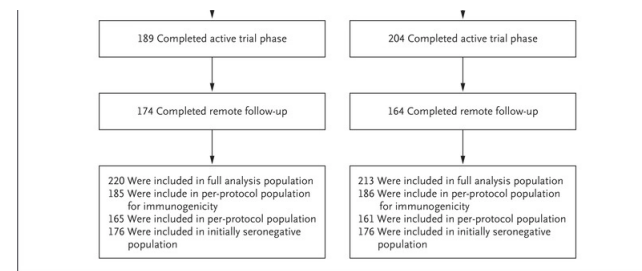 189 Completed active trial phase
204 Completed active trial phase
174 Completed remote follow-up
164 Completed remote follow-up
220 Were included in full analysis population
185 Were include in per-protocol population
for immunogenicity
165 Were included in per-protocol population
176 Were included in initially seronegative
population
213 Were included in full analysis population
186 Were include in per-protocol population
for immunogenicity
161 Were included in per-protocol population
176 Were included in initially seronegative
population